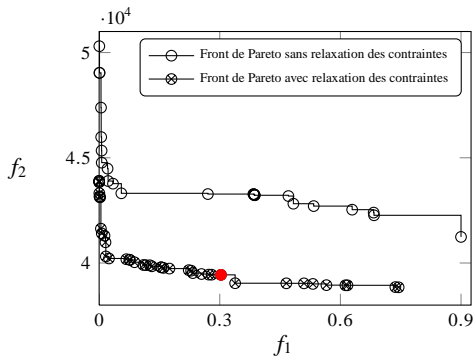 ·10⁴
5
4.5
4
f₂
Front de Pareto sans relaxation des contraintes
Front de Pareto avec relaxation des contraintes
0 0.3 0.6 0.9
f₁